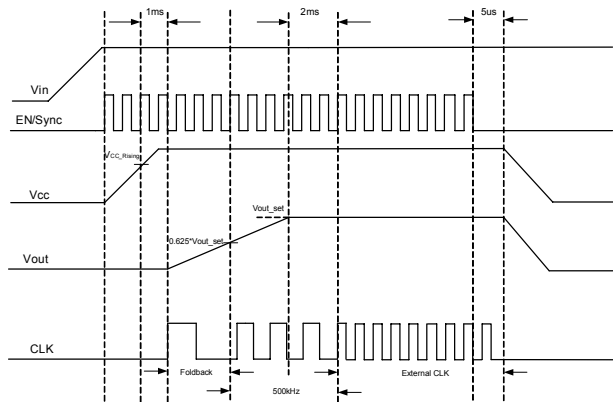 1ms
2ms
5us
Vin
EN/Sync
VCC_Rising
Vcc
Vout_set
0.625*Vout_set
Vout
CLK
Foldback
External CLK
500kHz